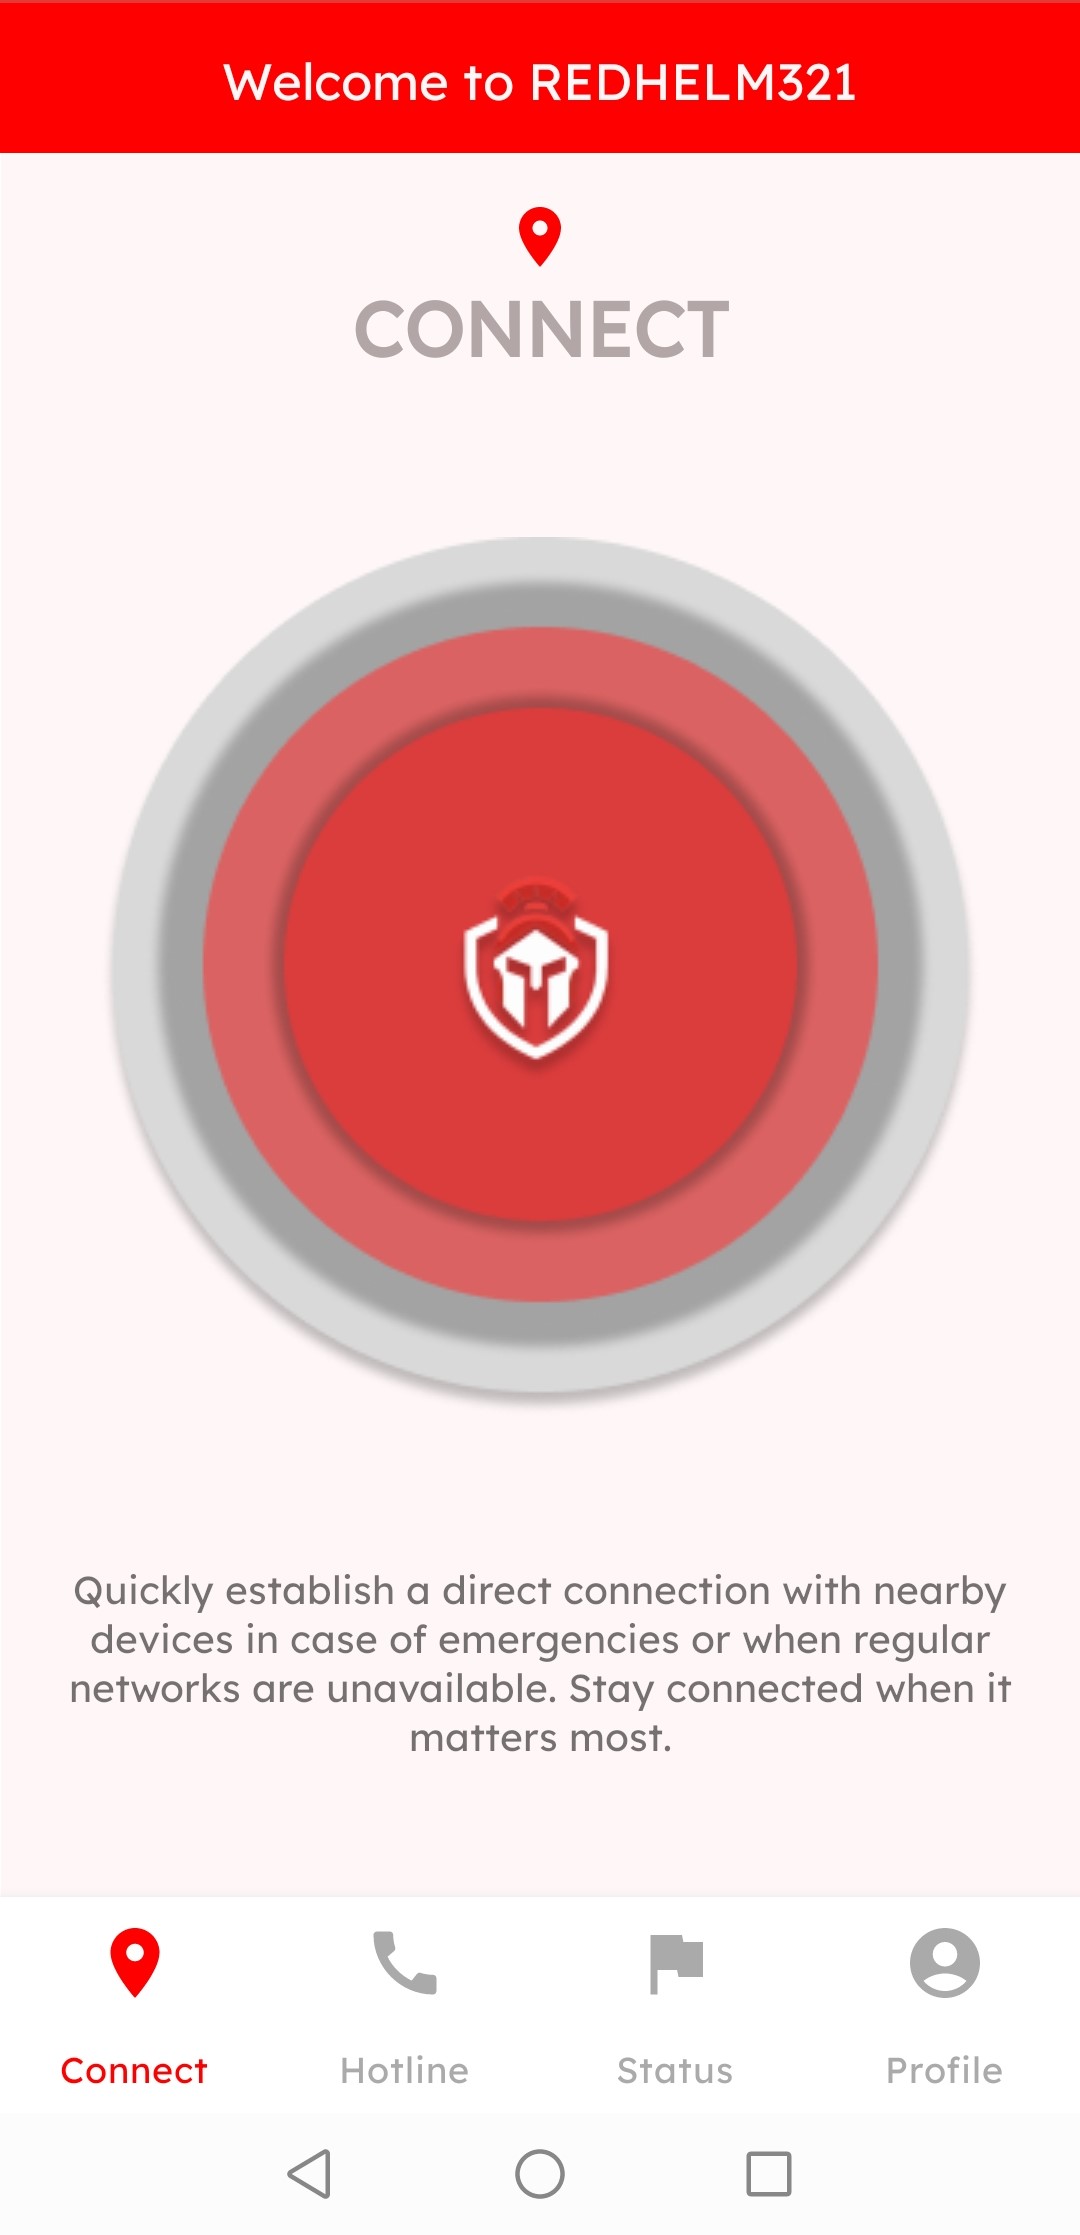 Welcome to REDHELM321
CONNECT
Quickly establish a direct connection with nearby
devices in case of emergencies or when regular
networks are unavailable. Stay connected when it
matters most.
Connect
Hotline
Status
Profile